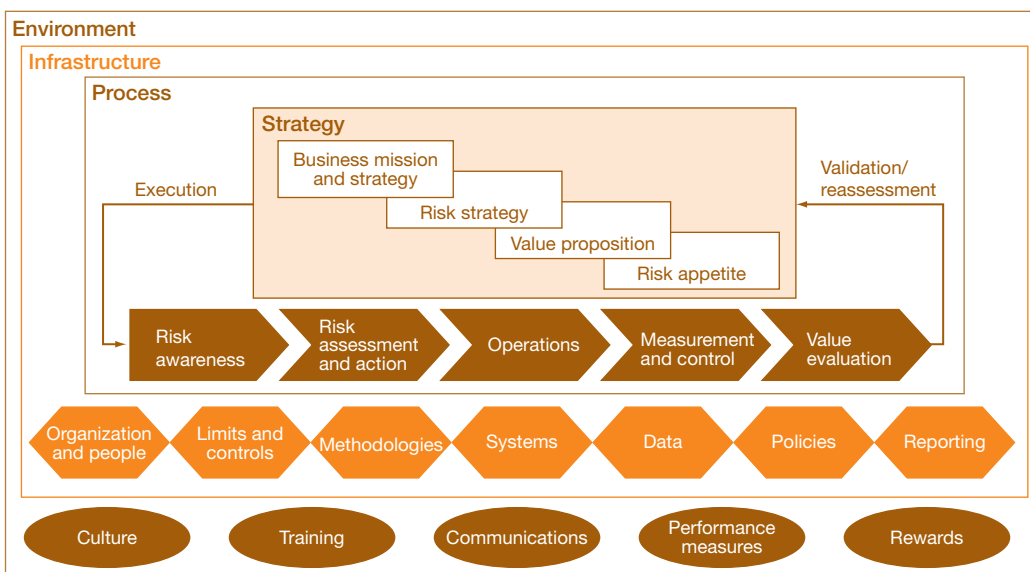 Environment
Infrastructure
Process
Strategy
Business mission
and strategy
Risk strategy
Value proposition
Risk appetite
Execution
Validation/
reassessment
Risk
awareness
Risk
assessment
and action
Operations
Measurement
and control
Value
evaluation
Organization
and people
Limits and
controls
Methodologies
Systems
Data
Policies
Reporting
Culture
Training
Communications
Performance
measures
Rewards